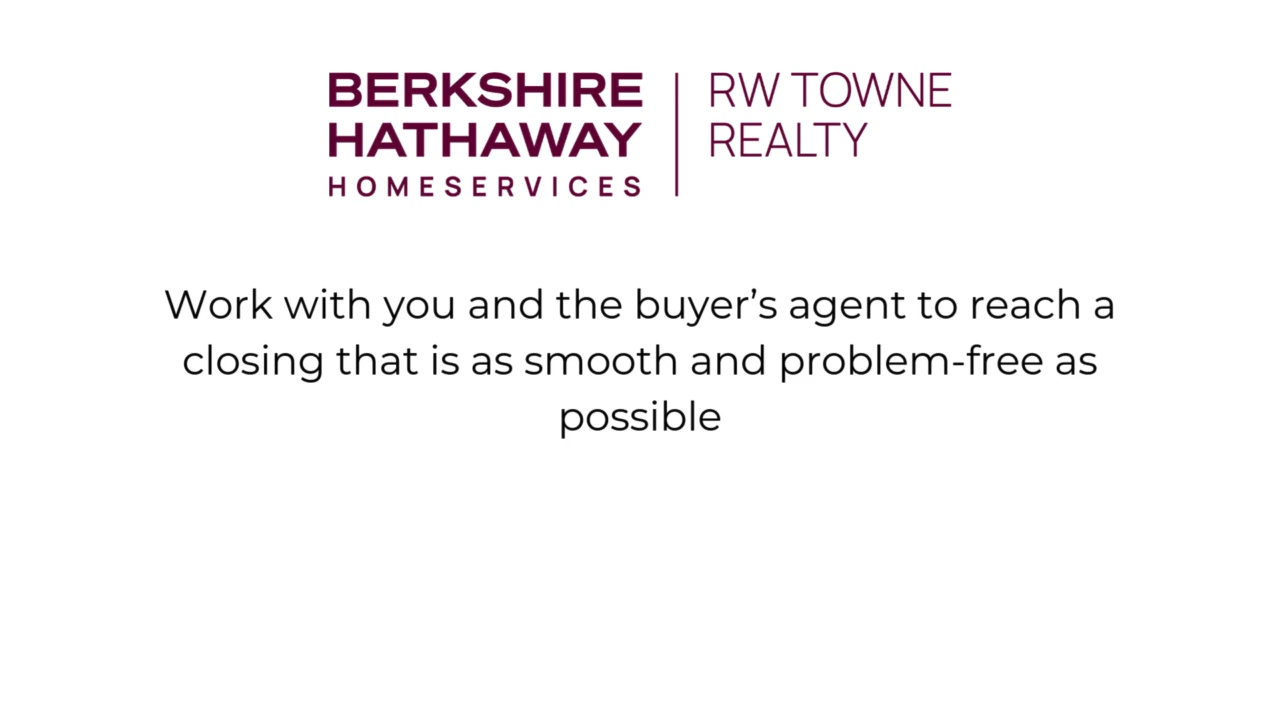 BERKSHIRE
HATHAWAY
HOMESERVICES
RW TOWNE
REALTY
Work with you and the buyer’s agent to reach a
closing that is as smooth and problem-free as
possible